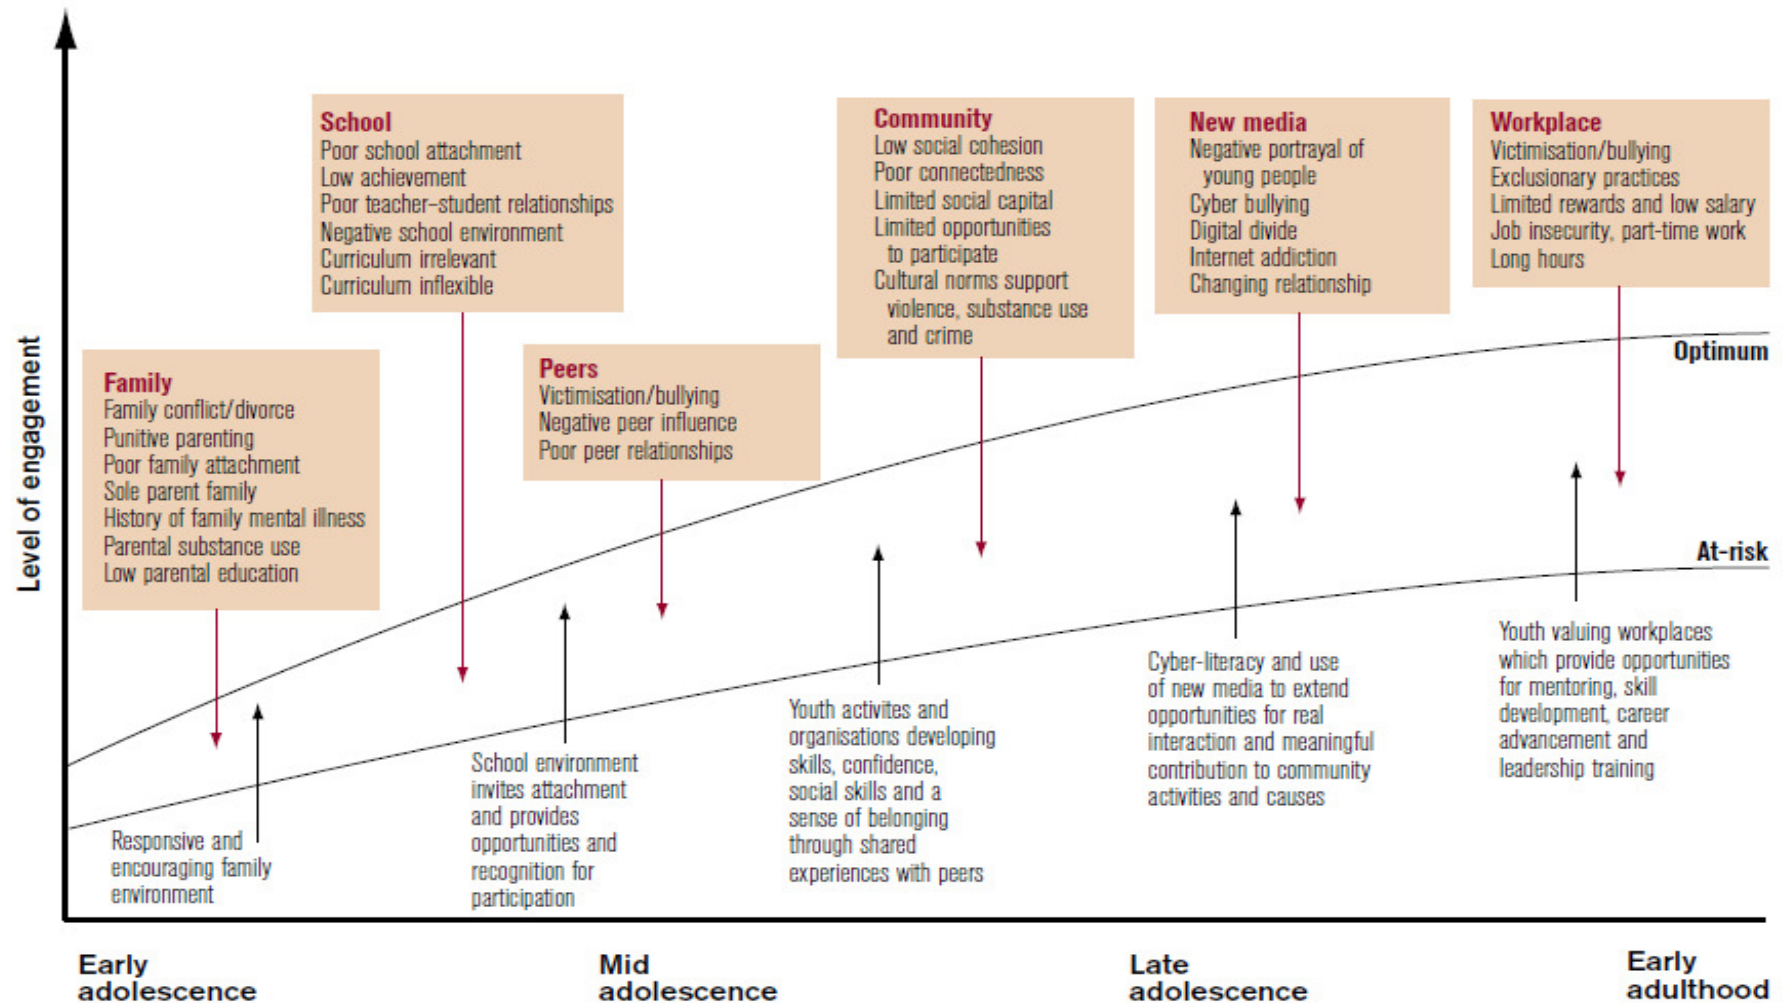 Level of engagement
School
Poor school attachment
Low achievement
Poor teacher–student relationships
Negative school environment
Curriculum irrelevant
Curriculum inflexible
Community
Low social cohesion
Poor connectedness
Limited social capital
Limited opportunities
to participate
Cultural norms support
violence, substance use
and crime
New media
Negative portrayal of
young people
Cyber bullying
Digital divide
Internet addiction
Changing relationship
Workplace
Victimisation/bullying
Exclusionary practices
Limited rewards and low salary
Job insecurity, part-time work
Long hours
Family
Family conflict/divorce
Punitive parenting
Poor family attachment
Sole parent family
History of family mental illness
Parental substance use
Low parental education
Peers
Victimisation/bullying
Negative peer influence
Poor peer relationships
Optimum
At-risk
Responsive and
encouraging family
environment
School environment
invites attachment
and provides
opportunities and
recognition for
participation
Youth activites and
organisations developing
skills, confidence,
social skills and a
sense of belonging
through shared
experiences with peers
Cyber-literacy and use
of new media to extend
opportunities for real
interaction and meaningful
contribution to community
activities and causes
Youth valuing workplaces
which provide opportunities
for mentoring, skill
development, career
advancement and
leadership training
Early
adolescence
Mid
adolescence
Late
adolescence
Early
adulthood